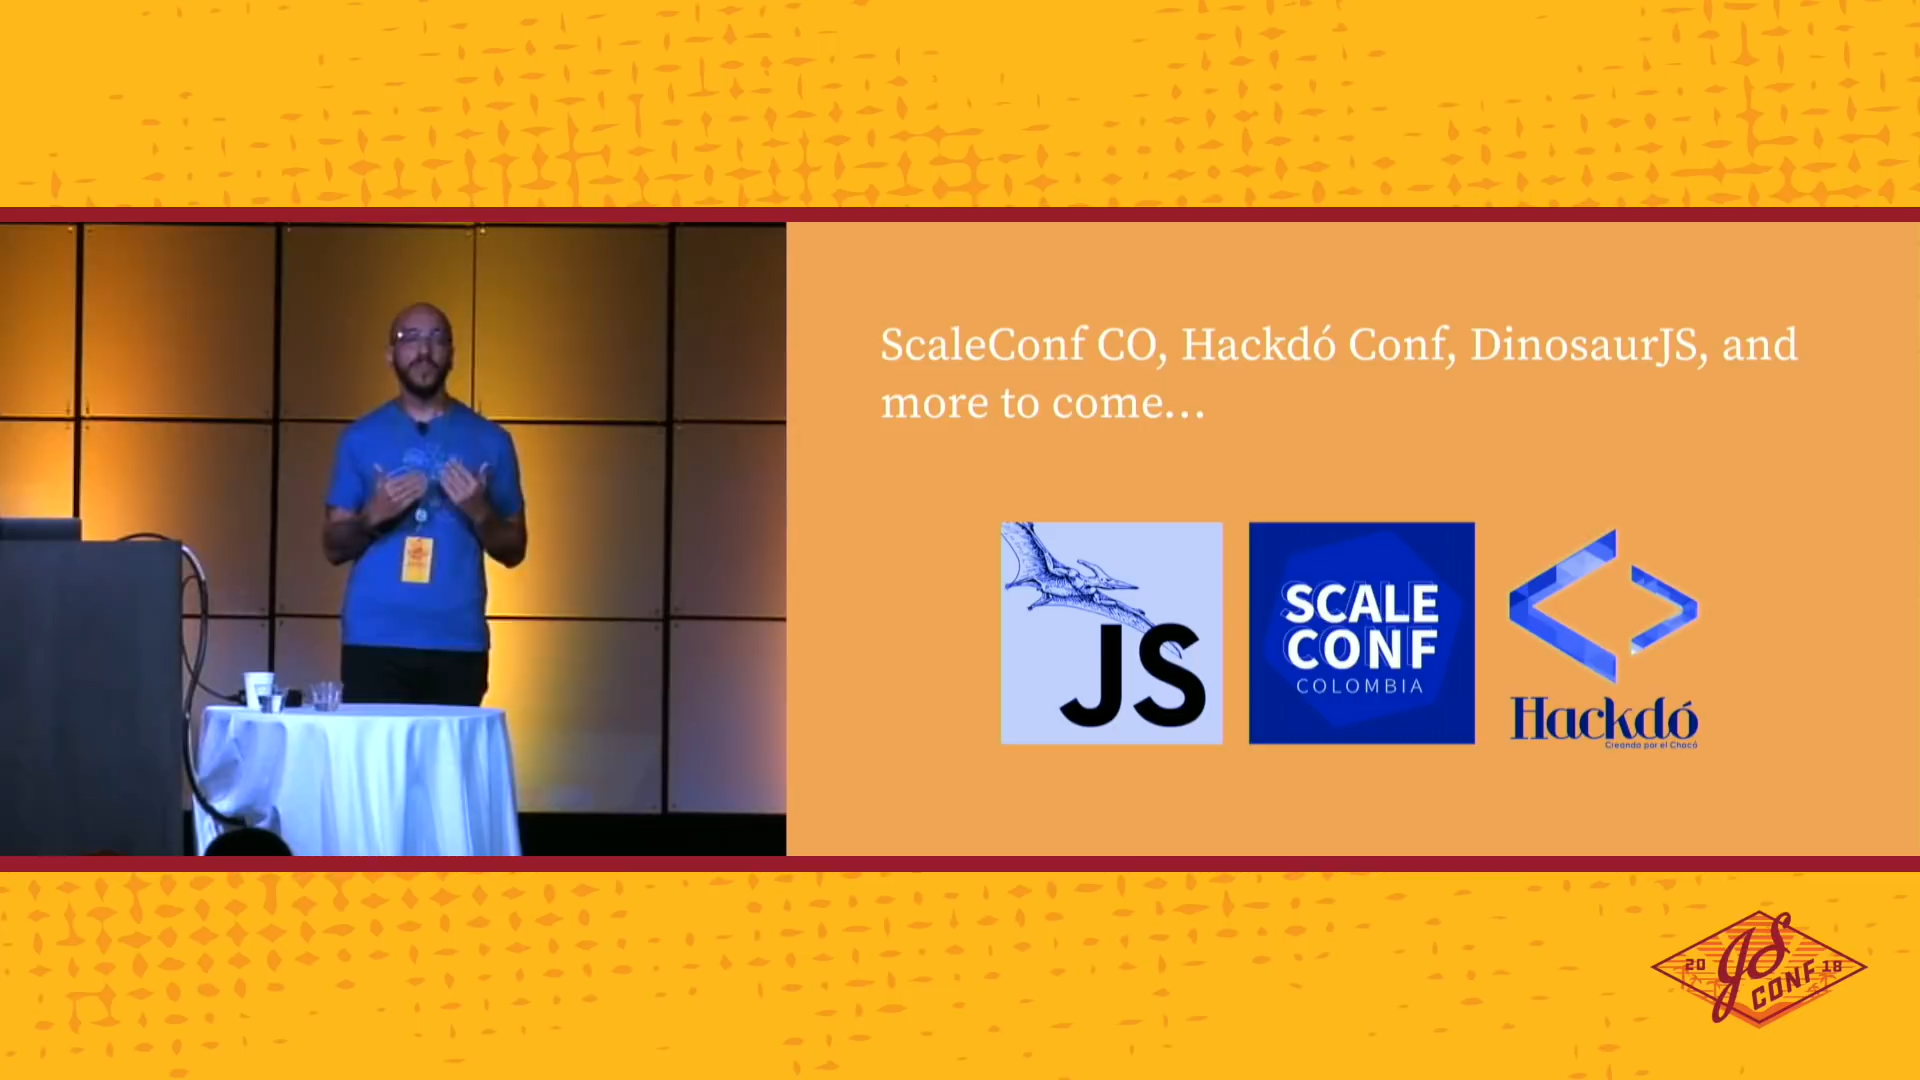 ScaleConf CO, Hackdó Conf, DinosaurJS, and
more to come...
JS
SCALE
CONF
COLOMBIA
Hackdó
Creando por el Chocó
20 JS 18
CONF